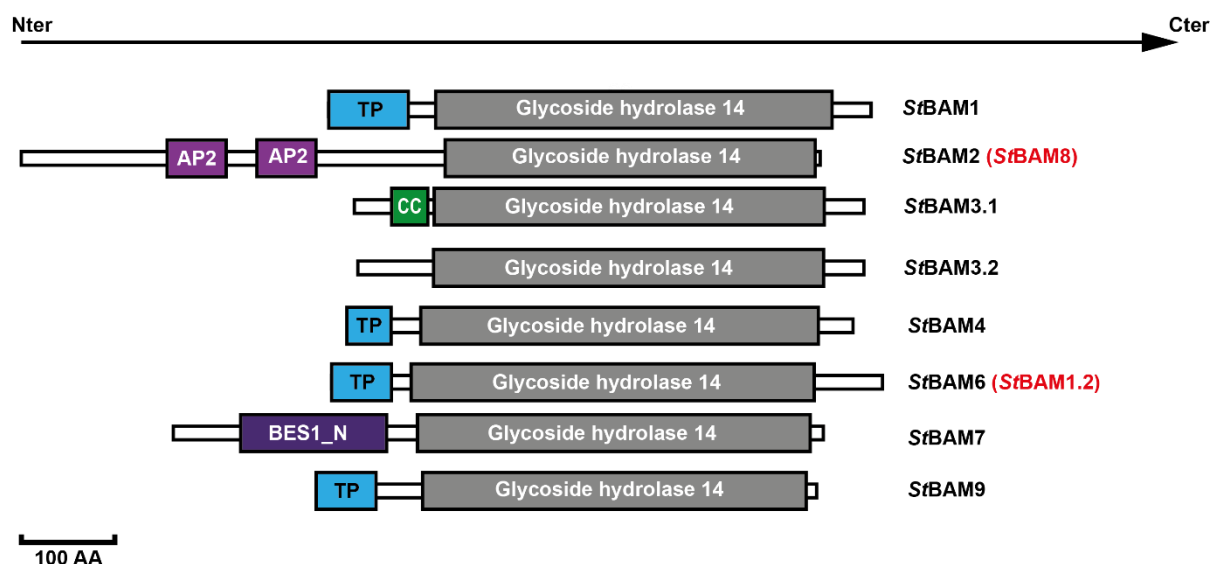 Nter Cter
TP Glycoside hydrolase 14 StBAM1
AP2 AP2 Glycoside hydrolase 14 StBAM2 (StBAM8)
CC Glycoside hydrolase 14 StBAM3.1
Glycoside hydrolase 14 StBAM3.2
TP Glycoside hydrolase 14 StBAM4
TP Glycoside hydrolase 14 StBAM6 (StBAM1.2)
BES1_N Glycoside hydrolase 14 StBAM7
TP Glycoside hydrolase 14 StBAM9
100 AA